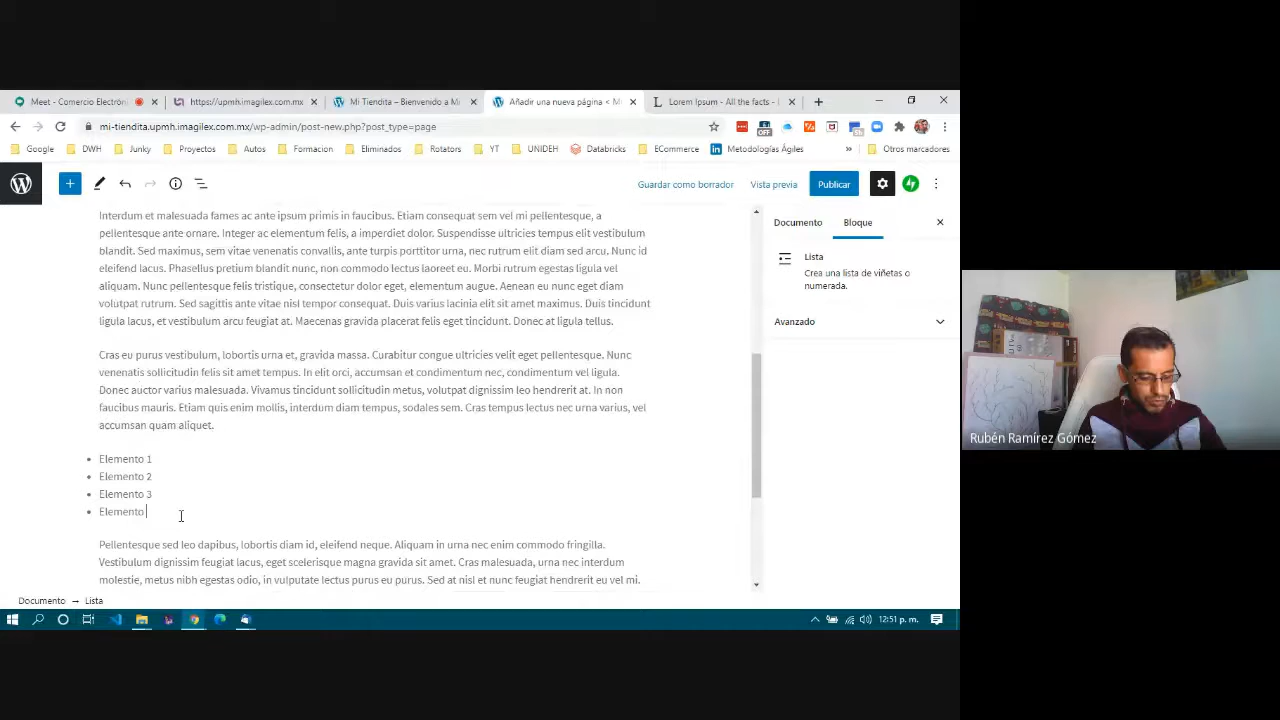 Meet - Comercio Electrón
https://upmh.imagilex.com.mx
Mi Tiendita – Bienvenido a Mi
Añadir una nueva página < M
Lorem Ipsum - All the facts - l
mi-tiendita.upmh.imagilex.com.mx/wp-admin/post-new.php?post_type=page
OFF
Google
DWH
Junky
Proyectos
Autos
Formacion
Eliminados
Rotators
YT
UNIDEH
Databricks
ECommerce
Metodologías Ágiles
Otros marcadores
Guardar como borrador
Vista previa
Publicar
Interdum et malesuada fames ac ante ipsum primis in faucibus. Etiam consequat sem vel mi pellentesque, a
pellentesque ante ornare. Integer ac elementum felis, a imperdiet dolor. Suspendisse ultricies tempus elit vestibulum
blandit. Sed maximus, sem vitae venenatis convallis, ante turpis porttitor urna, nec rutrum elit diam sed arcu. Nunc id
eleifend lacus. Phasellus pretium blandit nunc, non commodo lectus laoreet eu. Morbi rutrum egestas ligula vel
aliquam. Nunc pellentesque felis tristique, consectetur dolor eget, elementum augue. Aenean eu nunc eget diam
volutpat rutrum. Sed sagittis ante vitae nisl tempor consequat. Duis varius lacinia elit sit amet maximus. Duis tincidunt
ligula lacus, et vestibulum arcu feugiat at. Maecenas gravida placerat felis eget tincidunt. Donec at ligula tellus.
Cras eu purus vestibulum, lobortis urna et, gravida massa. Curabitur congue ultricies velit eget pellentesque. Nunc
venenatis sollicitudin felis sit amet tempus. In elit orci, accumsan et condimentum nec, condimentum vel ligula.
Donec auctor varius malesuada. Vivamus tincidunt sollicitudin metus, volutpat dignissim leo hendrerit at. In non
faucibus mauris. Etiam quis enim mollis, interdum diam tempus, sodales sem. Cras tempus lectus nec urna varius, vel
accumsan quam aliquet.
• Elemento 1
• Elemento 2
• Elemento 3
• Elemento
Pellentesque sed leo dapibus, lobortis diam id, eleifend neque. Aliquam in urna nec enim commodo fringilla.
Vestibulum dignissim feugiat lacus, eget scelerisque magna gravida sit amet. Cras malesuada, urna nec interdum
molestie, metus nibh egestas odio, in vulputate lectus purus eu purus. Sed at nisl et nunc feugiat hendrerit eu vel mi.
Documento
Bloque
Lista
Crea una lista de viñetas o
numerada.
Avanzado
Documento → Lista
12:51 p. m.
Rubén Ramírez Gómez